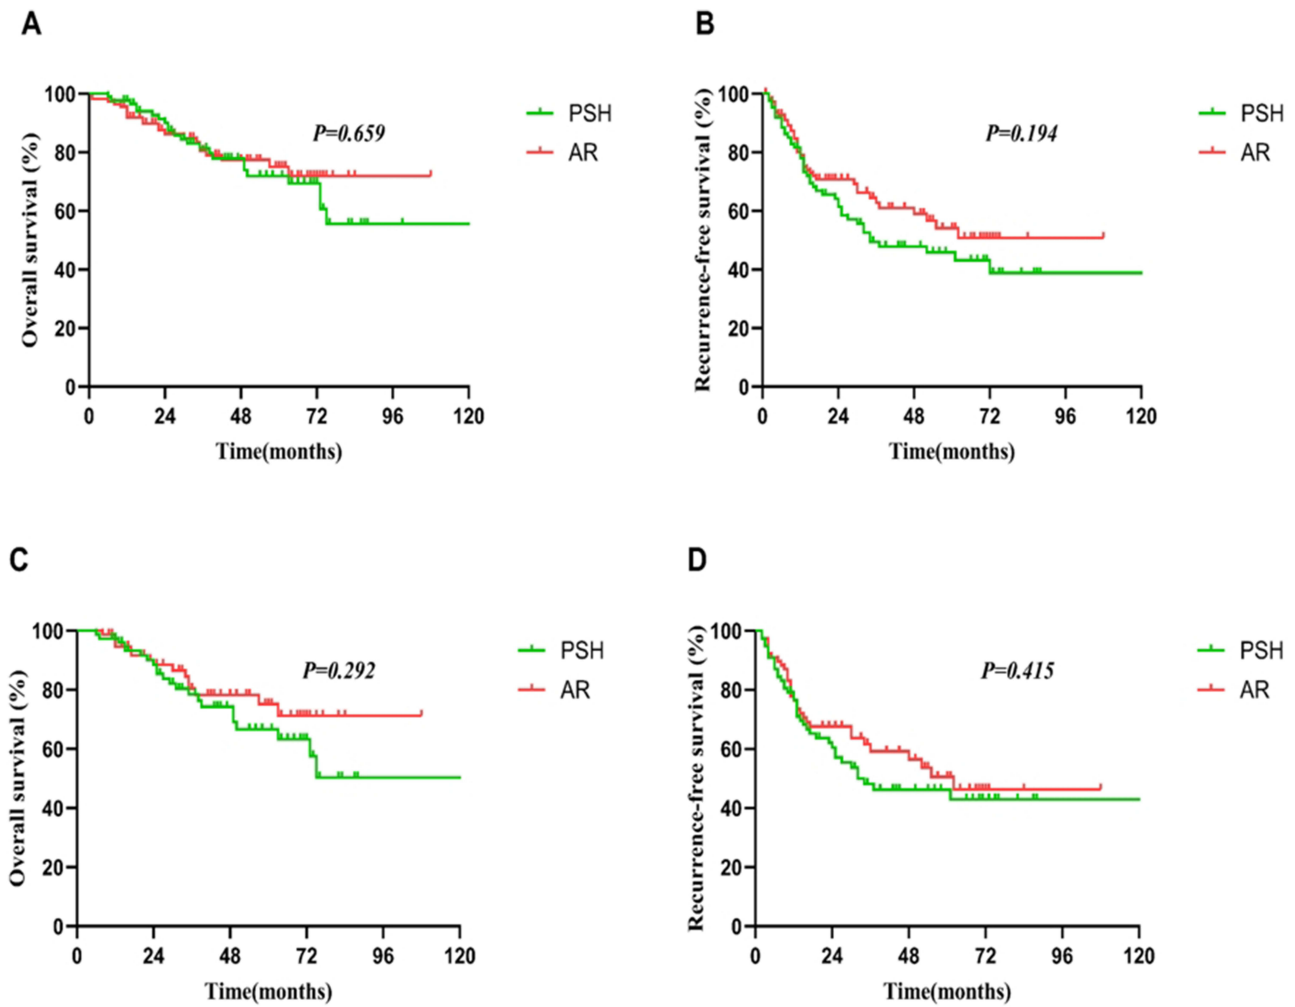 A
Overall survival (%)
100
80
60
40
20
0
0 24 48 72 96 120
Time(months)
P=0.659
PSH
AR
B
Recurrence-free survival (%)
100
80
60
40
20
0
0 24 48 72 96 120
Time(months)
P=0.194
PSH
AR
C
Overall survival (%)
100
80
60
40
20
0
0 24 48 72 96 120
Time(months)
P=0.292
PSH
AR
D
Recurrence-free survival (%)
100
80
60
40
20
0
0 24 48 72 96 120
Time(months)
P=0.415
PSH
AR